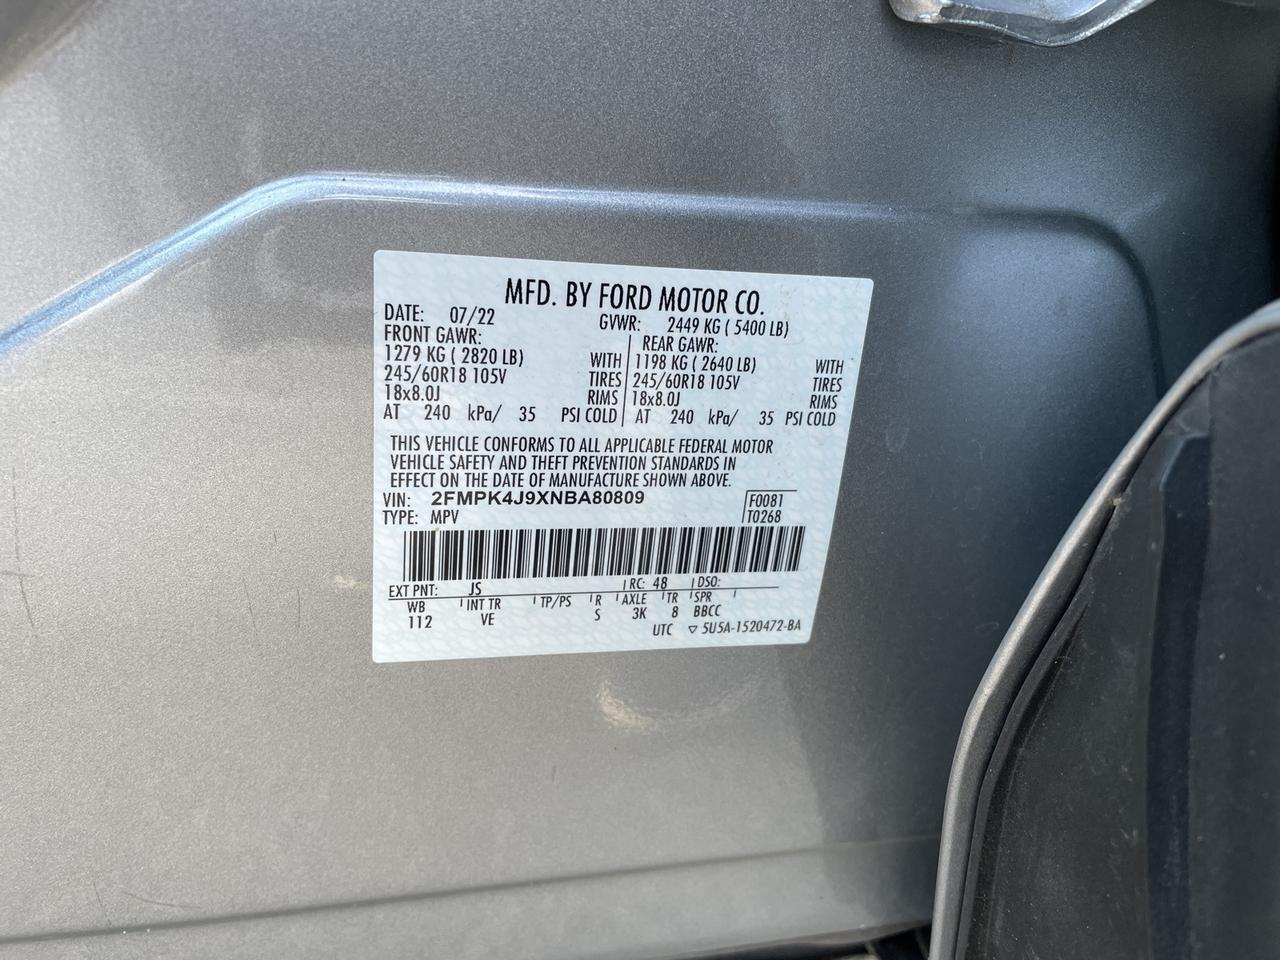 MFD. BY FORD MOTOR CO.
DATE: 07/22 GVWR: 2449 KG ( 5400 LB)
FRONT GAWR: REAR GAWR:
1279 KG ( 2820 LB) WITH 1198 KG ( 2640 LB) WITH
245/60R18 105V TIRES 245/60R18 105V TIRES
18x8.0J RIMS 18x8.0J RIMS
AT 240 kPa/ 35 PSI COLD AT 240 kPa/ 35 PSI COLD
THIS VEHICLE CONFORMS TO ALL APPLICABLE FEDERAL MOTOR
VEHICLE SAFETY AND THEFT PREVENTION STANDARDS IN
EFFECT ON THE DATE OF MANUFACTURE SHOWN ABOVE.
VIN: 2FMPK4J9XNBA80809 F0081
TYPE: MPV T0268
EXT PNT: JS RC: 48 DSO:
WB INT TR TP/PS R AXLE TR SPR
112 VE S 3K 8 BBCC
UTC ▽ 5U5A-1520472-BA